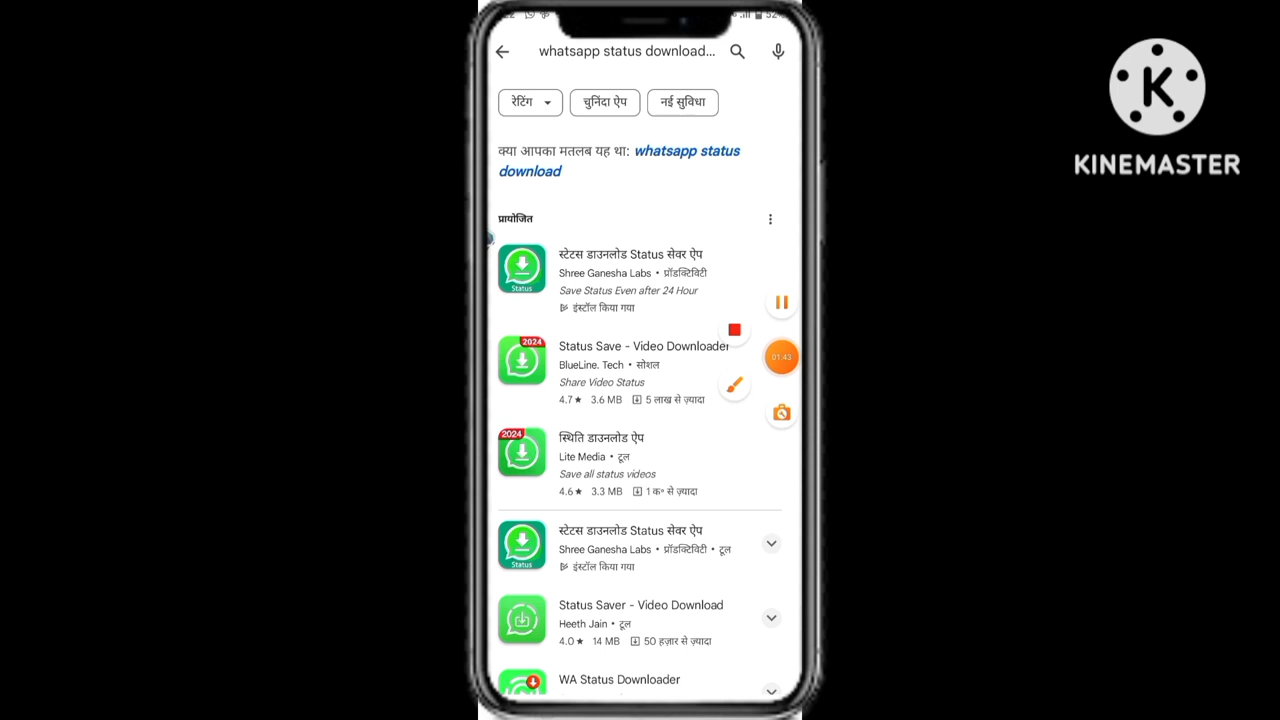 whatsapp status download...
रेटिंग
चुनिंदा ऐप
नई सुविधा
क्या आपका मतलब यह था: whatsapp status
download
प्रायोजित
स्टेटस डाउनलोड Status सेवर ऐप
Shree Ganesha Labs • प्रॉडक्टिविटी
Save Status Even after 24 Hour
इंस्टॉल किया गया
Status
2024
Status Save - Video Downloader
BlueLine. Tech • सोशल
Share Video Status
4.7★ 3.6 MB 5 लाख से ज़्यादा
01:43
2024
स्थिति डाउनलोड ऐप
Lite Media • टूल
Save all status videos
4.6★ 3.3 MB 1 क॰ से ज़्यादा
स्टेटस डाउनलोड Status सेवर ऐप
Shree Ganesha Labs • प्रॉडक्टिविटी • टूल
इंस्टॉल किया गया
Status
Status Saver - Video Download
Heeth Jain • टूल
4.0★ 14 MB 50 हज़ार से ज़्यादा
WA Status Downloader
K
KINEMASTER